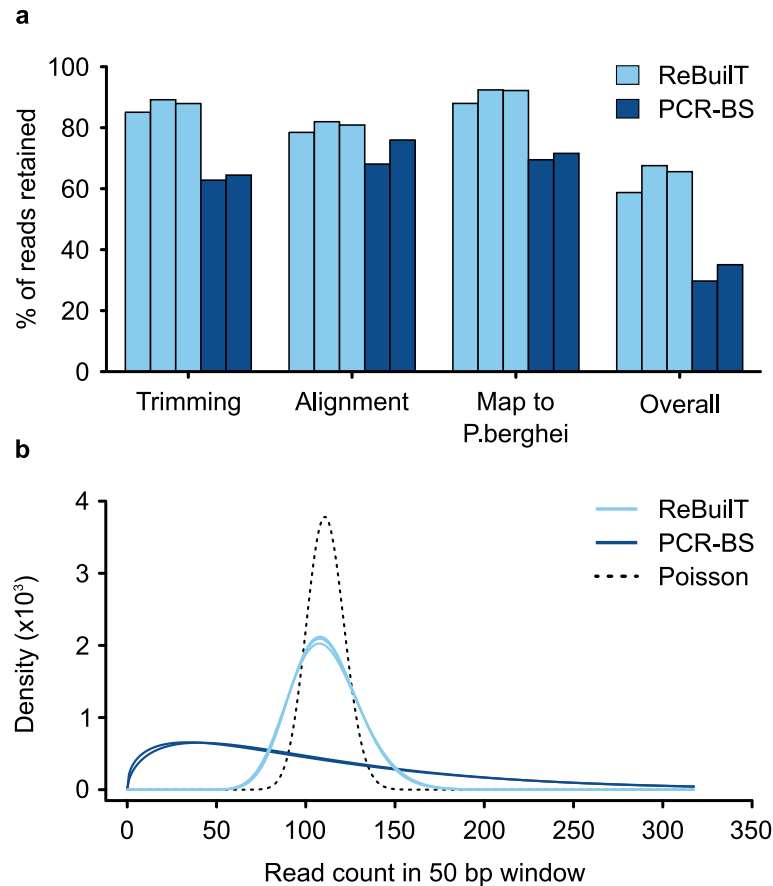 a
% of reads retained
100
80
60
40
20
0
ReBuilT
PCR-BS
Trimming
Alignment
Map to
P.berghei
Overall
b
Density (x10³)
4
3
2
1
0
ReBuilT
PCR-BS
Poisson
0 50 100 150 200 250 300 350
Read count in 50 bp window